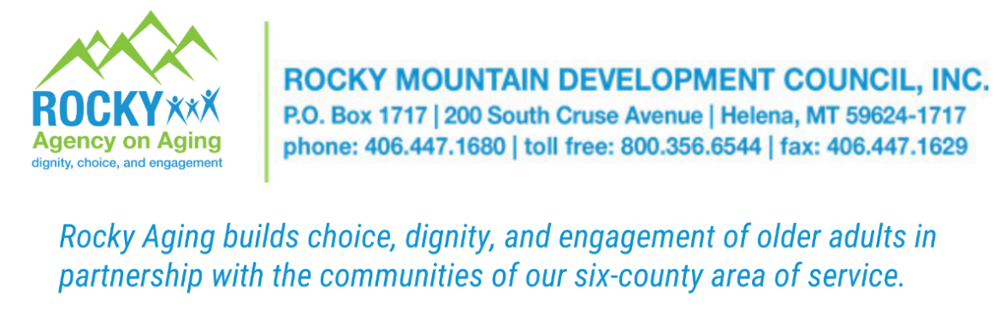 ROCKY
Agency on Aging
dignity, choice, and engagement
ROCKY MOUNTAIN DEVELOPMENT COUNCIL, INC.
P.O. Box 1717 | 200 South Cruse Avenue | Helena, MT 59624-1717
phone: 406.447.1680 | toll free: 800.356.6544 | fax: 406.447.1629
Rocky Aging builds choice, dignity, and engagement of older adults in
partnership with the communities of our six-county area of service.